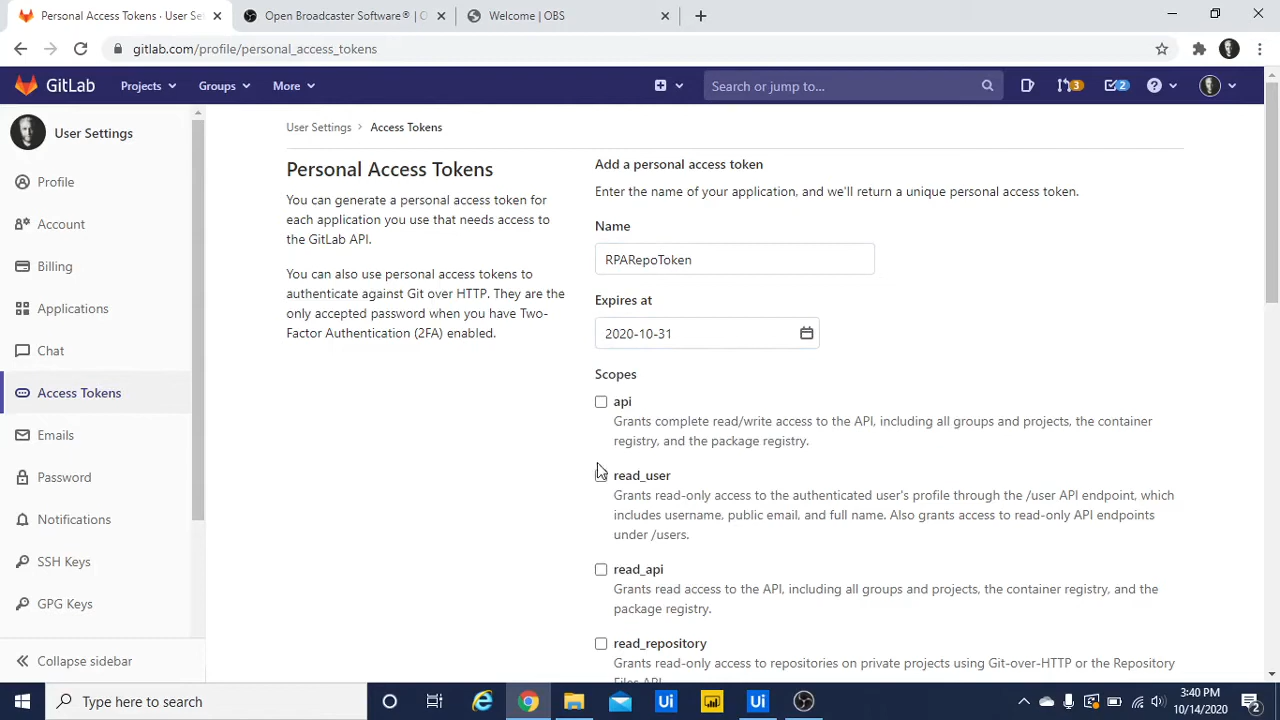 Personal Access Tokens · User Se
Open Broadcaster Software® | O
Welcome | OBS
gitlab.com/profile/personal_access_tokens
GitLab
Projects
Groups
More
Search or jump to...
3
2
User Settings
Profile
Account
Billing
Applications
Chat
Access Tokens
Emails
Password
Notifications
SSH Keys
GPG Keys
Collapse sidebar
User Settings > Access Tokens
Personal Access Tokens
You can generate a personal access token for
each application you use that needs access to
the GitLab API.
You can also use personal access tokens to
authenticate against Git over HTTP. They are the
only accepted password when you have Two-
Factor Authentication (2FA) enabled.
Add a personal access token
Enter the name of your application, and we'll return a unique personal access token.
Name
RPARepoToken
Expires at
2020-10-31
Scopes
api
Grants complete read/write access to the API, including all groups and projects, the container
registry, and the package registry.
read_user
Grants read-only access to the authenticated user's profile through the /user API endpoint, which
includes username, public email, and full name. Also grants access to read-only API endpoints
under /users.
read_api
Grants read access to the API, including all groups and projects, the container registry, and the
package registry.
read_repository
Grants read-only access to repositories on private projects using Git-over-HTTP or the Repository
Files API.
Type here to search
Ui
Ui
3:40 PM
10/14/2020
2